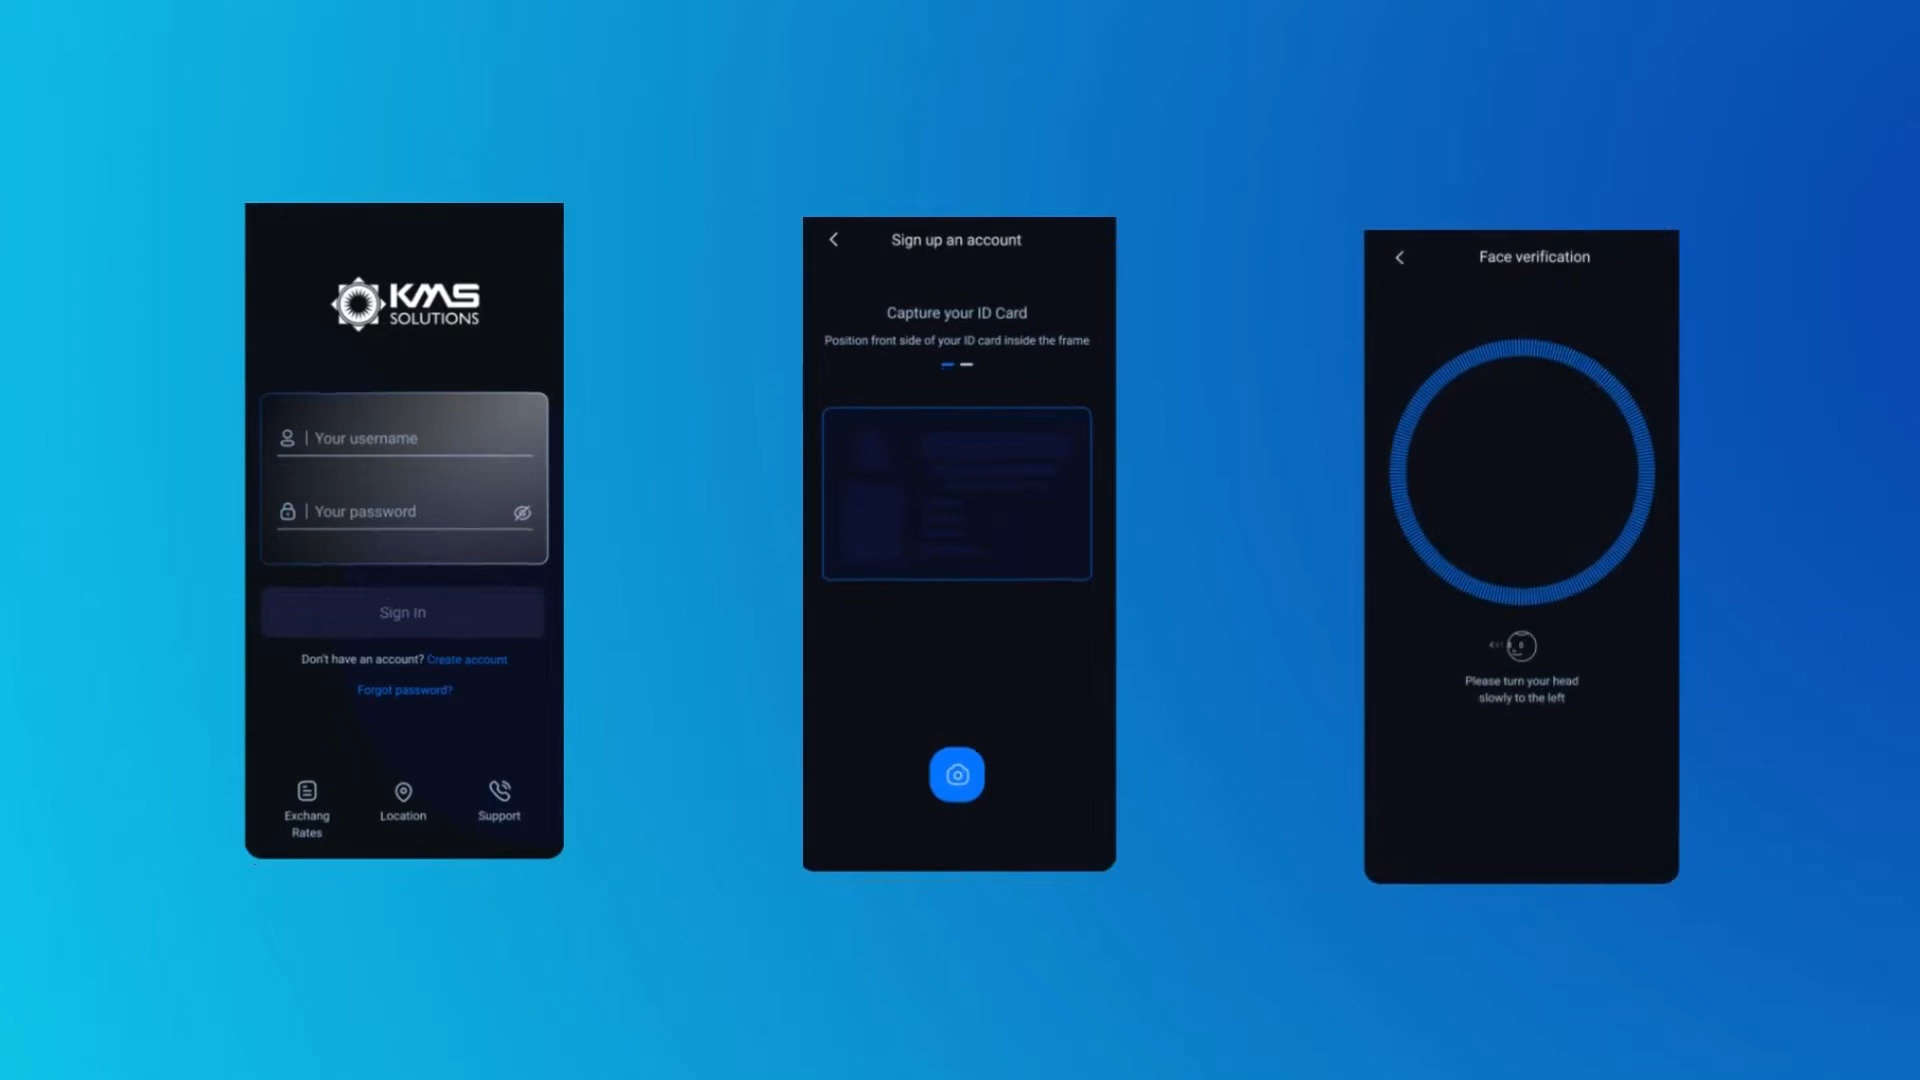 KMS
SOLUTIONS
Your username
Your password
Sign In
Don't have an account? Create account
Forgot password?
Exchang
Rates
Location
Support
Sign up an account
Capture your ID Card
Position front side of your ID card inside the frame
Face verification
Please turn your head
slowly to the left